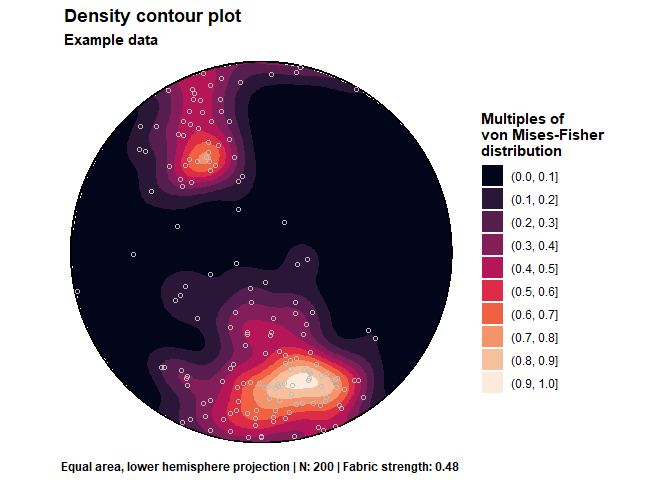 Density contour plot
Example data
Multiples of
von Mises-Fisher
distribution
(0.0, 0.1]
(0.1, 0.2]
(0.2, 0.3]
(0.3, 0.4]
(0.4, 0.5]
(0.5, 0.6]
(0.6, 0.7]
(0.7, 0.8]
(0.8, 0.9]
(0.9, 1.0]
Equal area, lower hemisphere projection | N: 200 | Fabric strength: 0.48